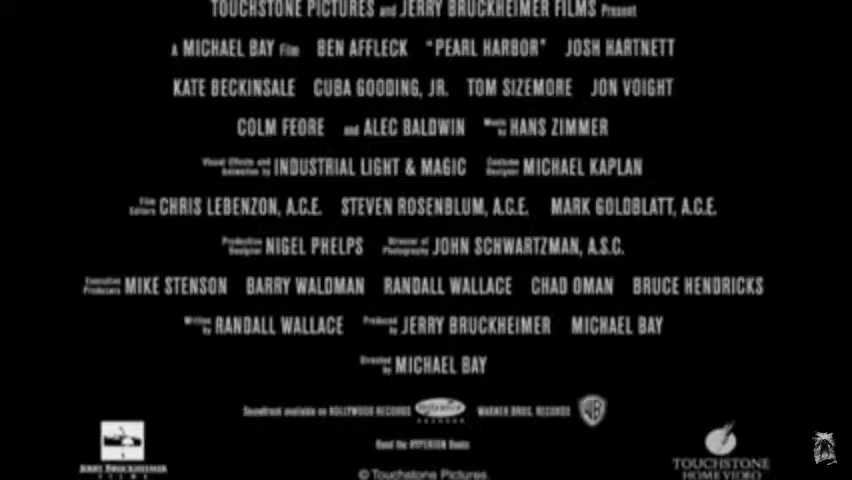 TOUCHSTONE PICTURES and JERRY BRUCKHEIMER FILMS Present
A MICHAEL BAY Film BEN AFFLECK "PEARL HARBOR" JOSH HARTNETT
KATE BECKINSALE CUBA GOODING, JR. TOM SIZEMORE JON VOIGHT
COLM FEORE and ALEC BALDWIN Music by HANS ZIMMER
Visual Effects and Animation by INDUSTRIAL LIGHT & MAGIC Costume Designer MICHAEL KAPLAN
Film Editors CHRIS LEBENZON, A.C.E. STEVEN ROSENBLUM, A.C.E. MARK GOLDBLATT, A.C.E.
Production Designer NIGEL PHELPS Director of Photography JOHN SCHWARTZMAN, A.S.C.
Executive Producers MIKE STENSON BARRY WALDMAN RANDALL WALLACE CHAD OMAN BRUCE HENDRICKS
Written by RANDALL WALLACE Produced by JERRY BRUCKHEIMER MICHAEL BAY
Directed by MICHAEL BAY
Soundtrack available on HOLLYWOOD RECORDS Hollywood RECORDS WARNER BROS. RECORDS WB
Read the HYPERION Books
JERRY BRUCKHEIMER FILMS
© Touchstone Pictures
TOUCHSTONE HOME VIDEO